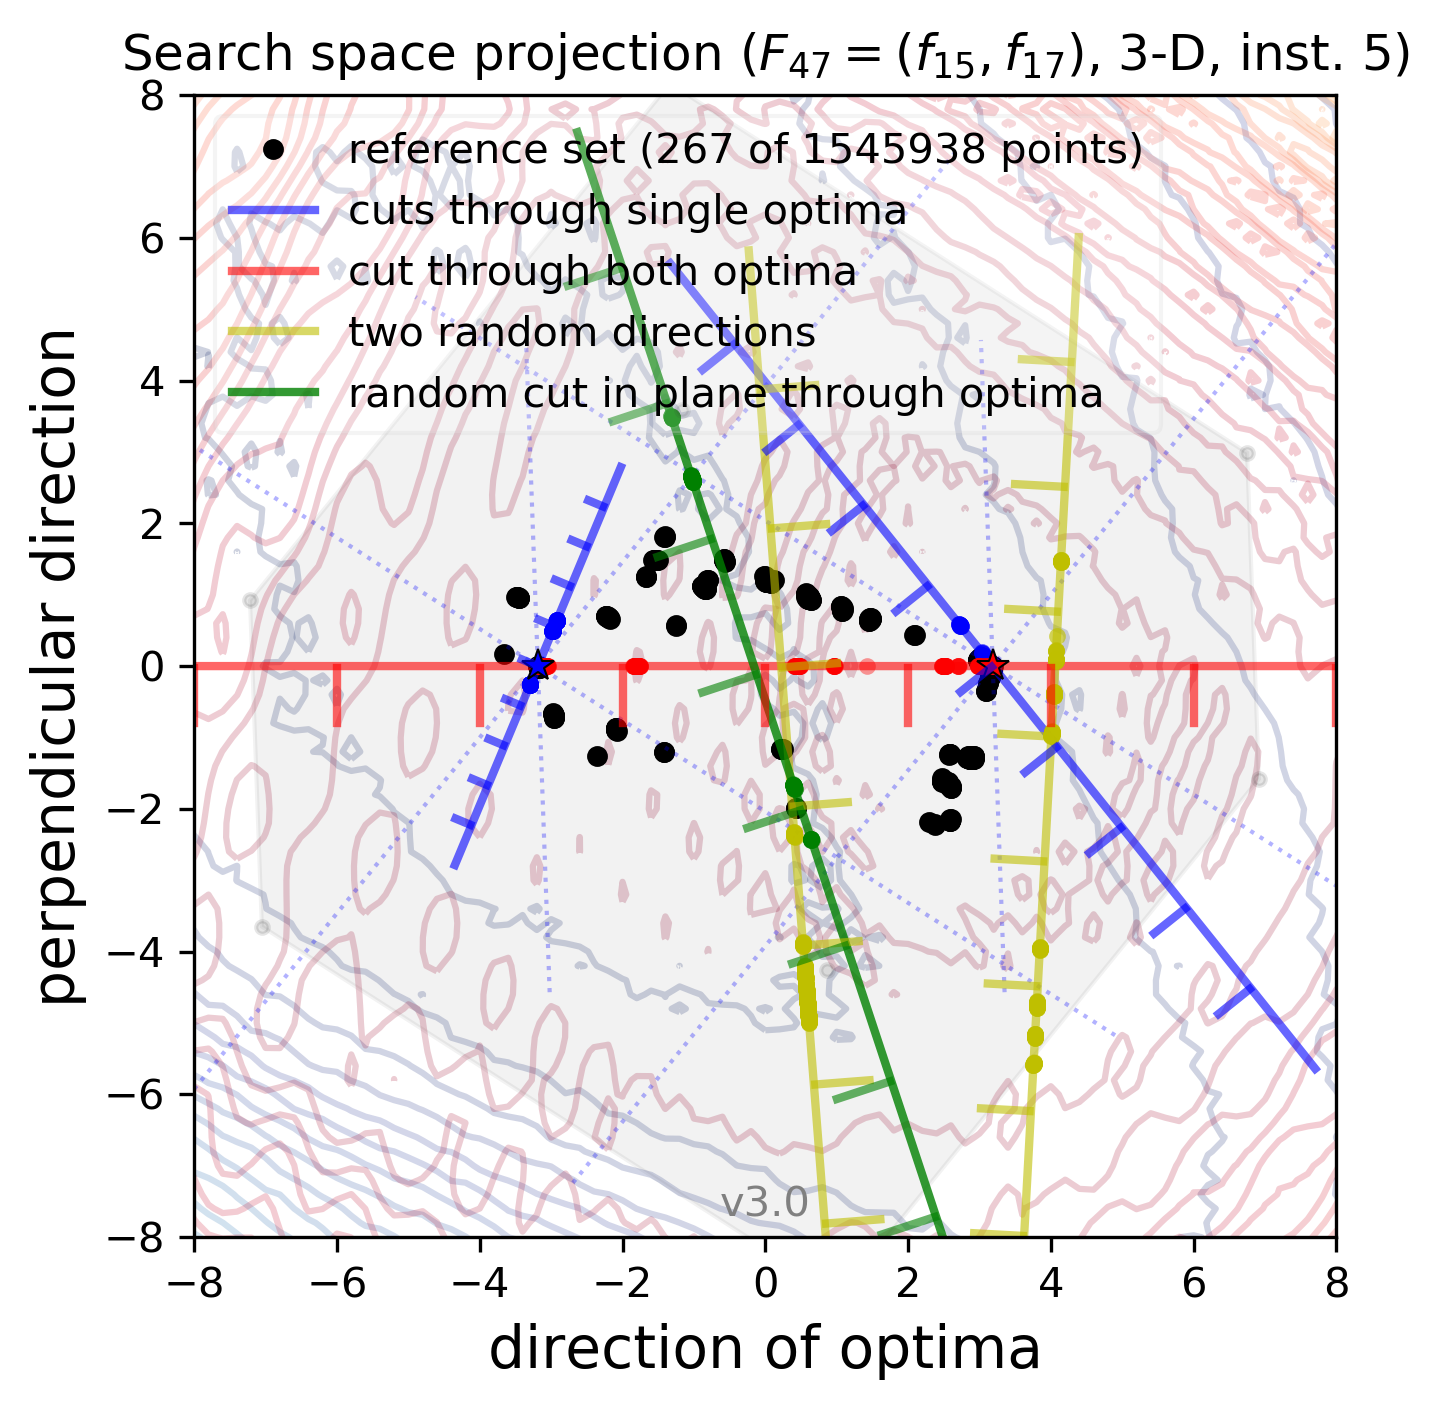 Search space projection (F₄₇ = (f₁₅, f₁₇), 3-D, inst. 5)
reference set (267 of 1545938 points)
cuts through single optima
cut through both optima
two random directions
random cut in plane through optima
perpendicular direction
8
6
4
2
0
−2
−4
−6
−8
v3.0
−8 −6 −4 −2 0 2 4 6 8
direction of optima